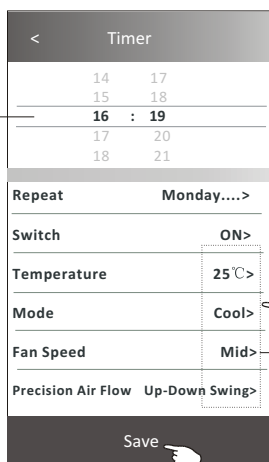 < Timer
14 17
15 18
16 : 19
17 20
18 21
Repeat Monday....>
Switch ON>
Temperature 25℃>
Mode Cool>
Fan Speed Mid>
Precision Air Flow Up-Down Swing>
Save